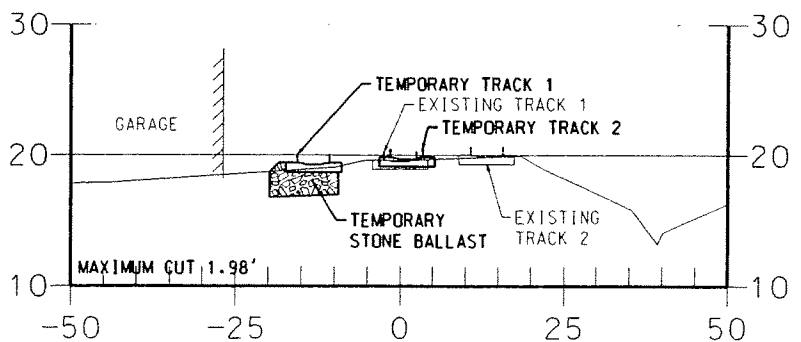 30
30
TEMPORARY TRACK 1
EXISTING TRACK 1
GARAGE
TEMPORARY TRACK 2
20
20
TEMPORARY
STONE BALLAST
EXISTING
TRACK 2
MAXIMUM CUT 1.98'
10
10
-50
-25
0
25
50